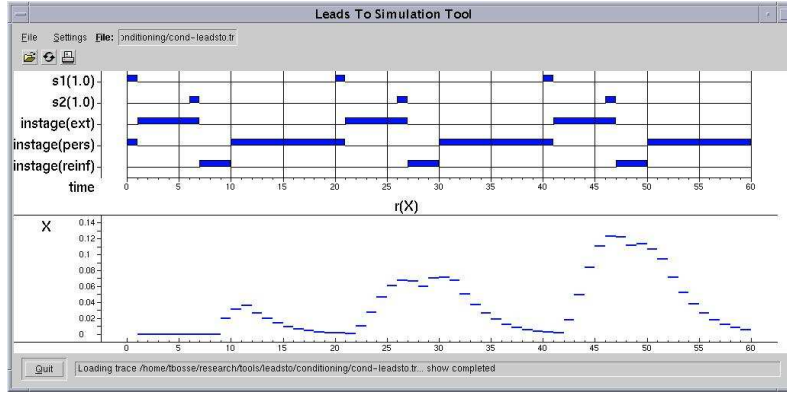 Leads To Simulation Tool
File Settings File: onditioning/cond-leadsto.tr
s1(1.0)
s2(1.0)
instage(ext)
instage(pers)
instage(reinf)
time
0 5 10 15 20 25 30 35 40 45 50 55 60
r(X)
X
0.14
0.12
0.1
0.08
0.06
0.04
0.02
0
0 5 10 15 20 25 30 35 40 45 50 55 60
Quit Loading trace /home/tbosse/research/tools/leadsto/conditioning/cond-leadsto.tr... show completed